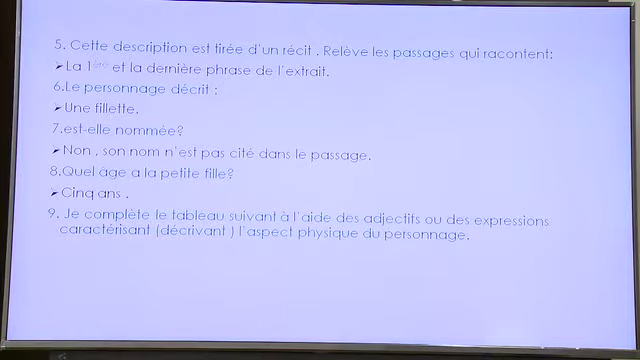 5. Cette description est tirée d'un récit . Relève les passages qui racontent:
➢La 1ère et la dernière phrase de l'extrait.
6.Le personnage décrit :
➢Une fillette.
7.est-elle nommée?
➢Non , son nom n'est pas cité dans le passage.
8.Quel âge a la petite fille?
➢Cinq ans .
9. Je complète le tableau suivant à l'aide des adjectifs ou des expressions
caractérisant (décrivant ) l'aspect physique du personnage.